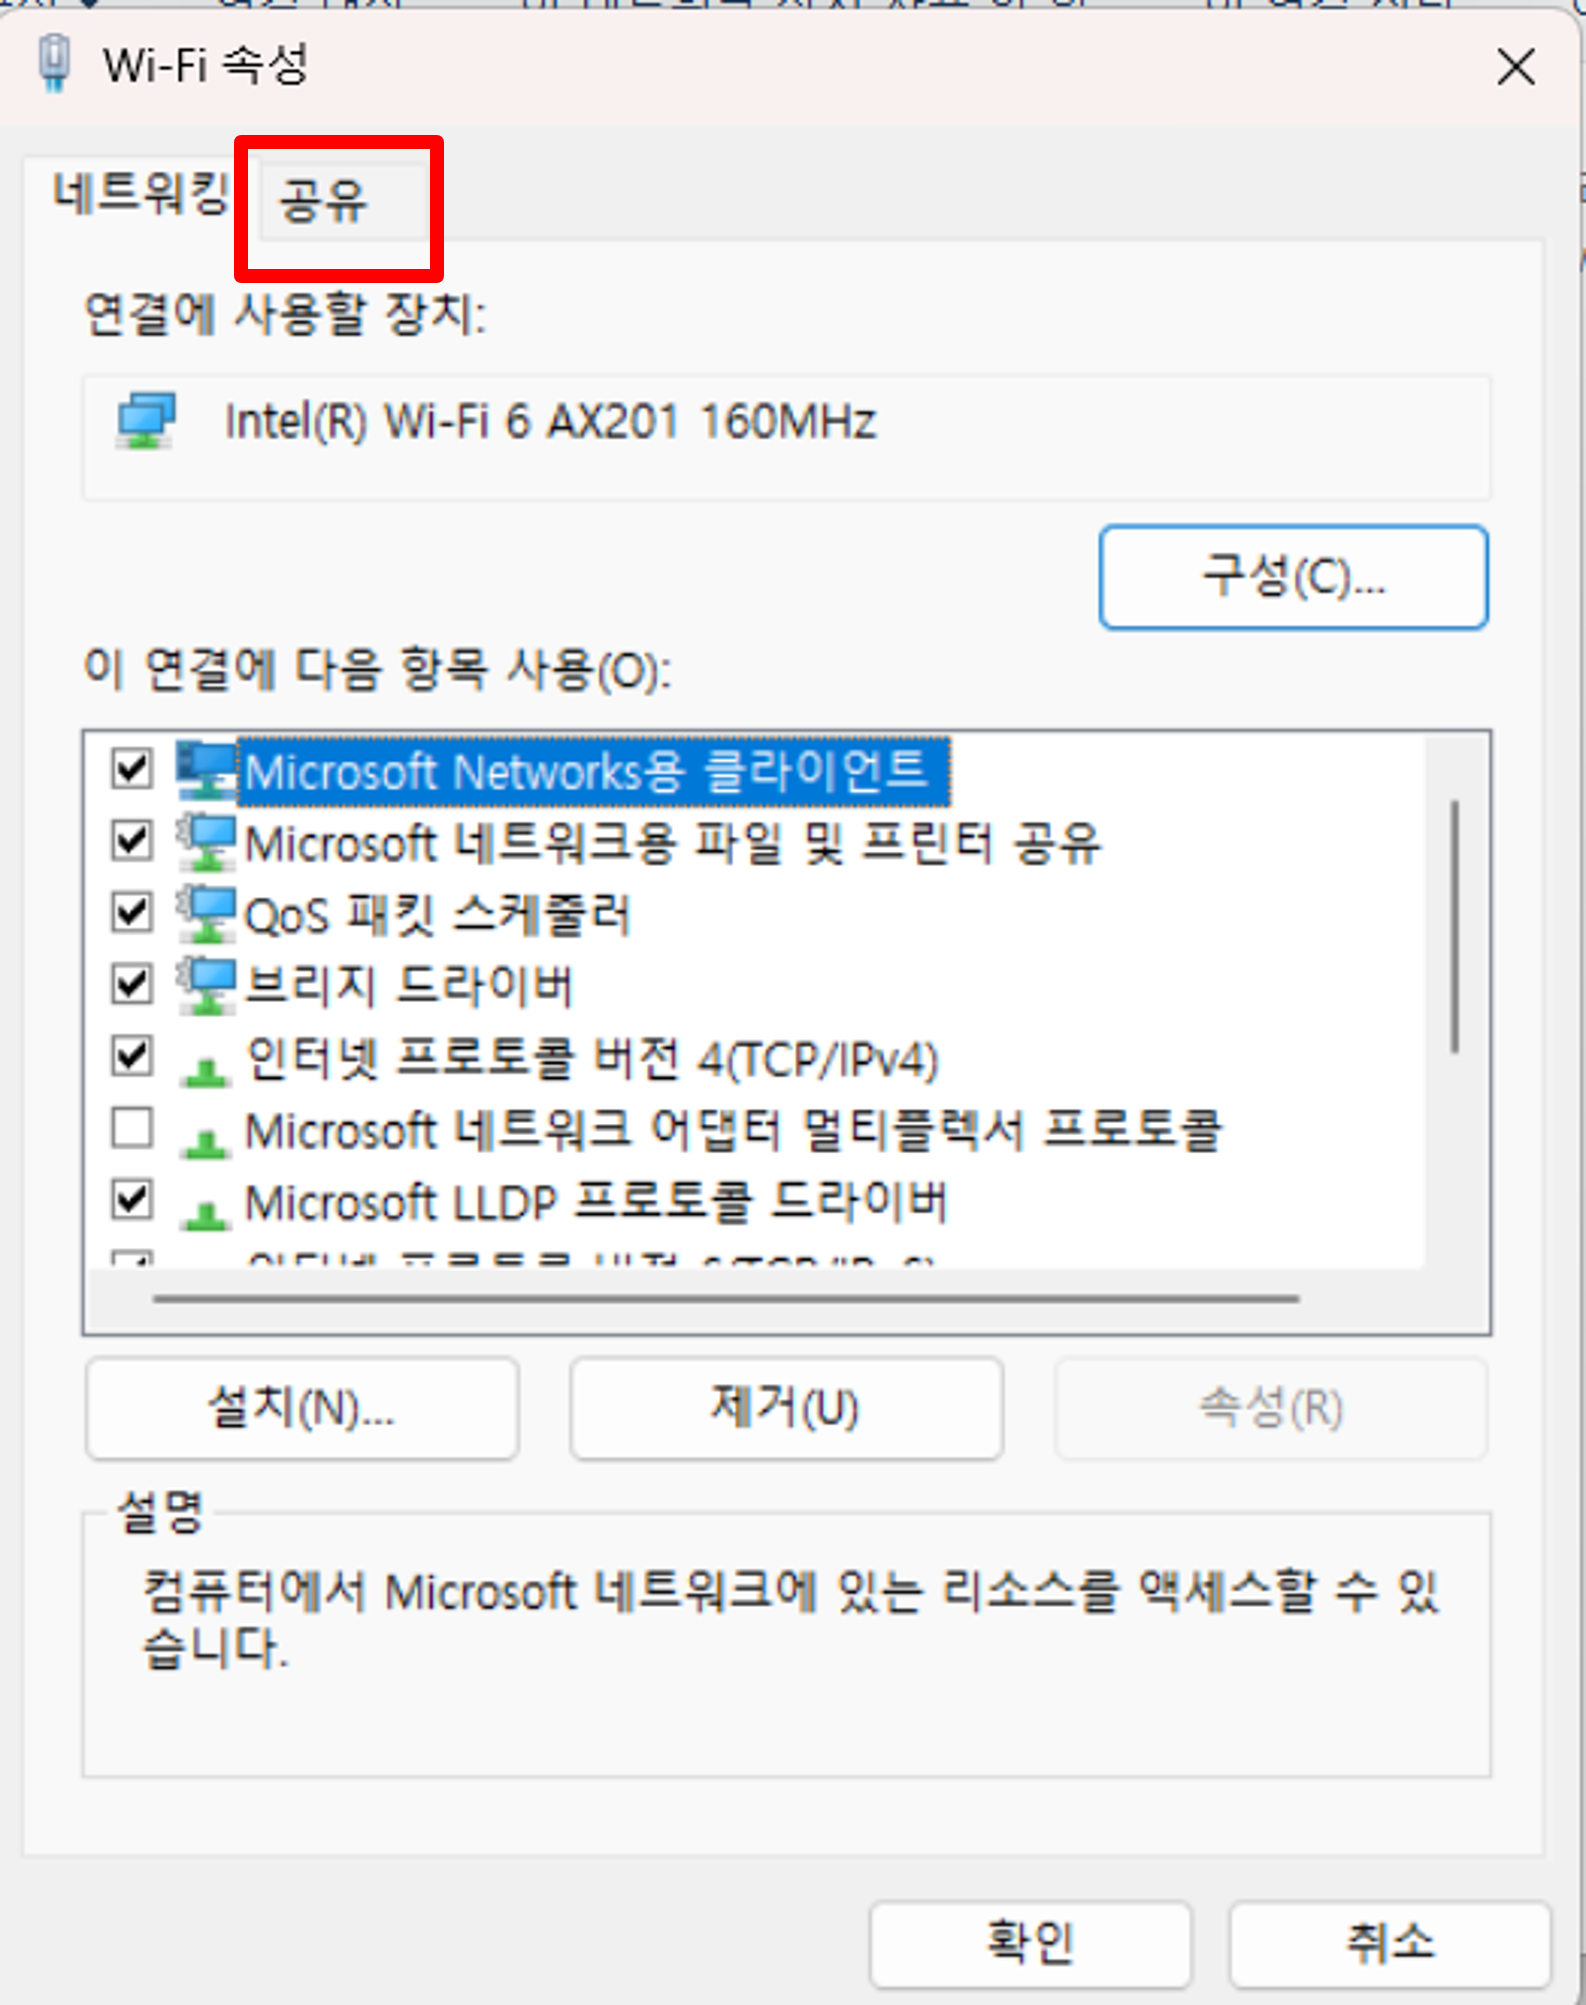 Wi-Fi 속성
네트워킹
공유
연결에 사용할 장치:
Intel(R) Wi-Fi 6 AX201 160MHz
구성(C)...
이 연결에 다음 항목 사용(O):
Microsoft Networks용 클라이언트
Microsoft 네트워크용 파일 및 프린터 공유
QoS 패킷 스케줄러
브리지 드라이버
인터넷 프로토콜 버전 4(TCP/IPv4)
Microsoft 네트워크 어댑터 멀티플렉서 프로토콜
Microsoft LLDP 프로토콜 드라이버
설치(N)...
제거(U)
속성(R)
설명
컴퓨터에서 Microsoft 네트워크에 있는 리소스를 액세스할 수 있
습니다.
확인
취소